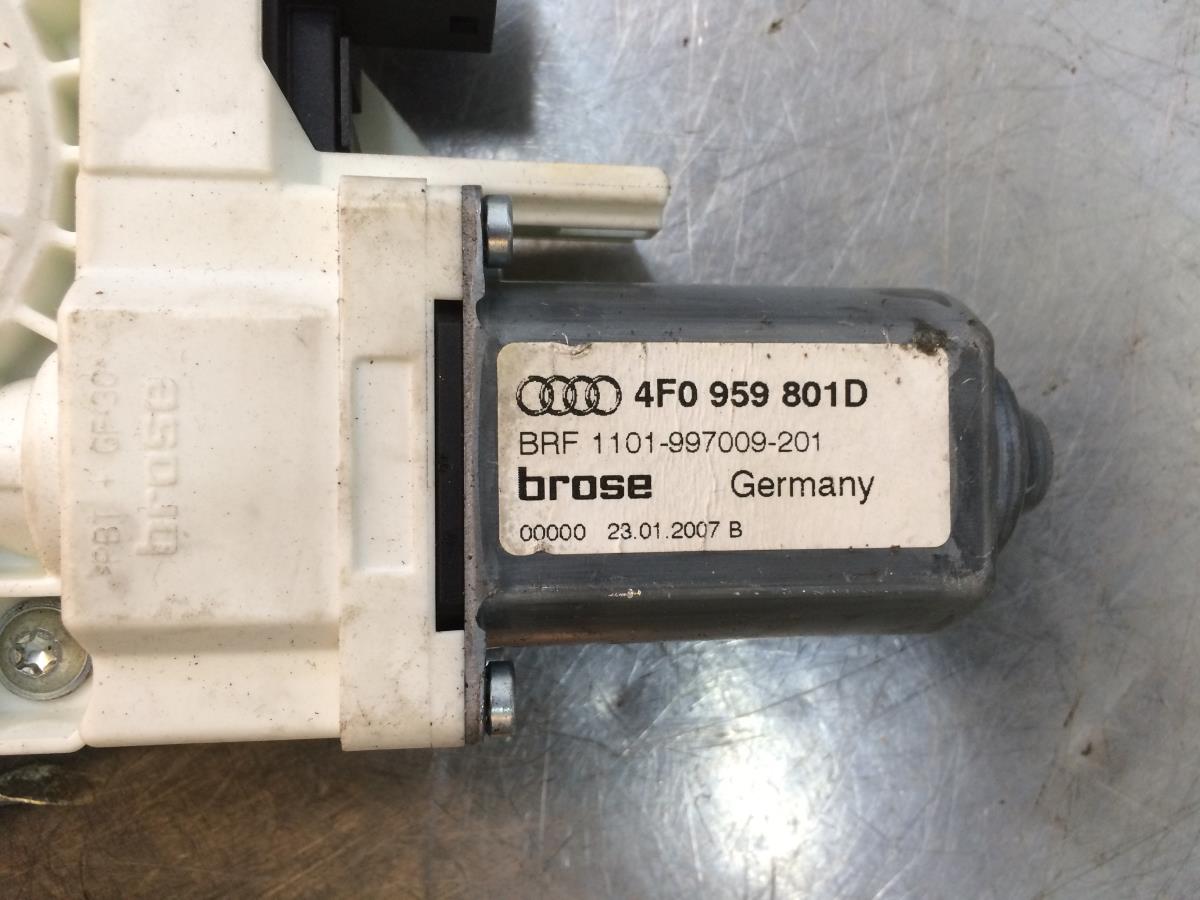 4F0 959 801D
BRF 1101-997009-201
brose Germany
00000 23.01.2007 B
brose